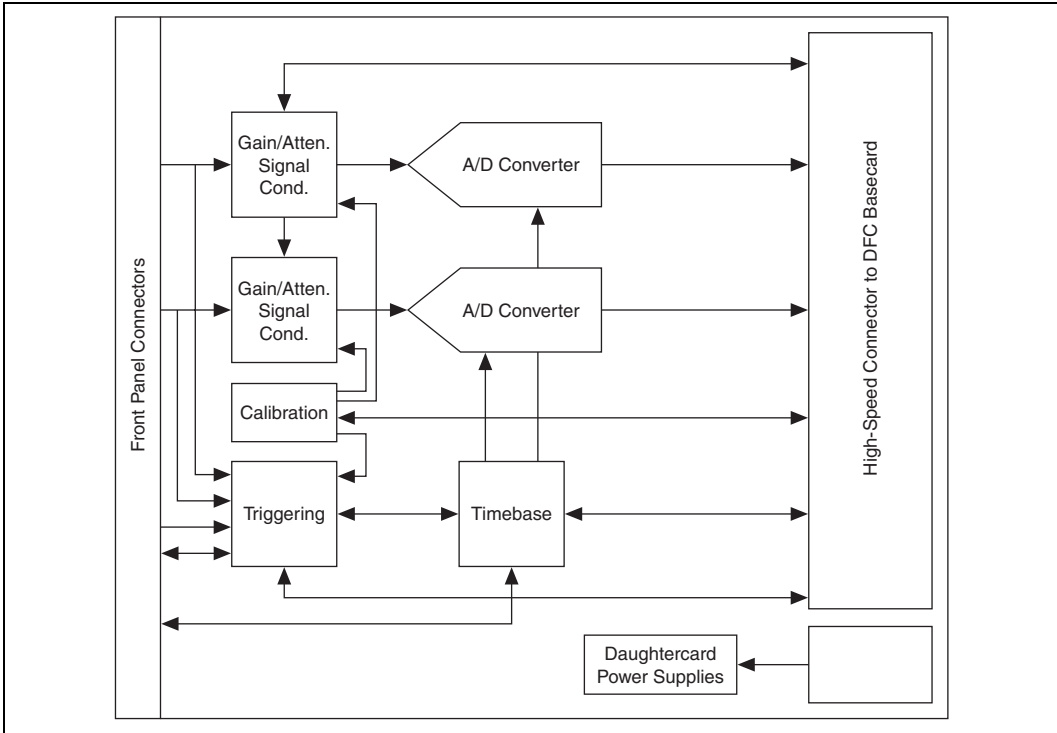 Front Panel Connectors
Gain/Atten.
Signal
Cond.
A/D Converter
Gain/Atten.
Signal
Cond.
A/D Converter
Calibration
Triggering
Timebase
High-Speed Connector to DFC Basecard
Daughtercard
Power Supplies